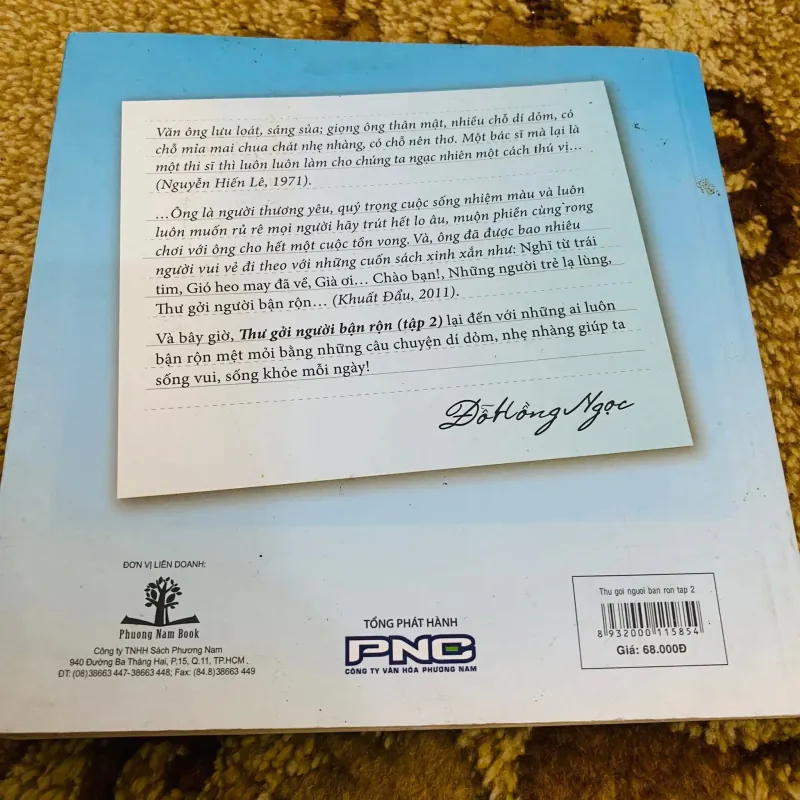 Văn ông lưu loát, sáng sủa; giọng ông thân mật, nhiều chỗ dí dỏm, có
chỗ mỉa mai chua chát nhẹ nhàng, có chỗ nên thơ. Một bác sĩ mà lại là
một thi sĩ thì luôn luôn làm cho chúng ta ngạc nhiên một cách thú vị…
(Nguyễn Hiến Lê, 1971).
…Ông là người thương yêu, quý trọng cuộc sống nhiệm màu và luôn
luôn muốn rủ rê mọi người hãy trút hết lo âu, muộn phiền cùng rong
chơi với ông cho hết một cuộc tồn vong. Và, ông đã được bao nhiêu
người vui vẻ đi theo với những cuốn sách xinh xắn như: Nghĩ từ trái
tim, Gió heo may đã về, Già ơi… Chào bạn!, Những người trẻ lạ lùng,
Thư gởi người bận rộn… (Khuất Đẩu, 2011).
Và bây giờ, Thư gởi người bận rộn (tập 2) lại đến với những ai luôn
bận rộn mệt mỏi bằng những câu chuyện dí dỏm, nhẹ nhàng giúp ta
sống vui, sống khỏe mỗi ngày!
Đỗ Hồng Ngọc
ĐƠN VỊ LIÊN DOANH:
Phuong Nam Book
Công ty TNHH Sách Phương Nam
940 Đường Ba Tháng Hai, P.15, Q.11, TP.HCM.
ĐT: (08)38663 447-38663 448; Fax: (84.8)38663 449
TỔNG PHÁT HÀNH
PNC
CÔNG TY VĂN HÓA PHƯƠNG NAM
Thu goi nguoi ban ron tap 2
8 932000 115854
Giá: 68.000Đ